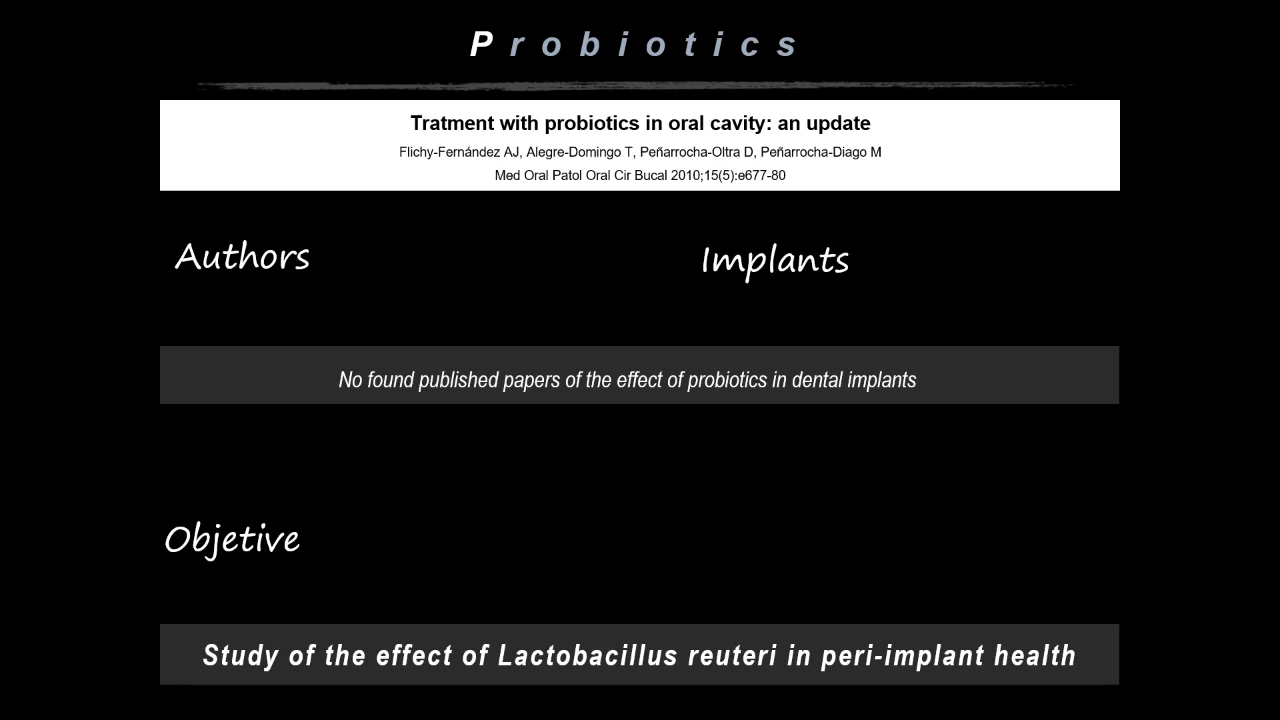 Probiotics
Tratment with probiotics in oral cavity: an update
Flichy-Fernández AJ, Alegre-Domingo T, Peñarrocha-Oltra D, Peñarrocha-Diago M
Med Oral Patol Oral Cir Bucal 2010;15(5):e677-80
Authors
Implants
No found published papers of the effect of probiotics in dental implants
Objetive
Study of the effect of Lactobacillus reuteri in peri-implant health